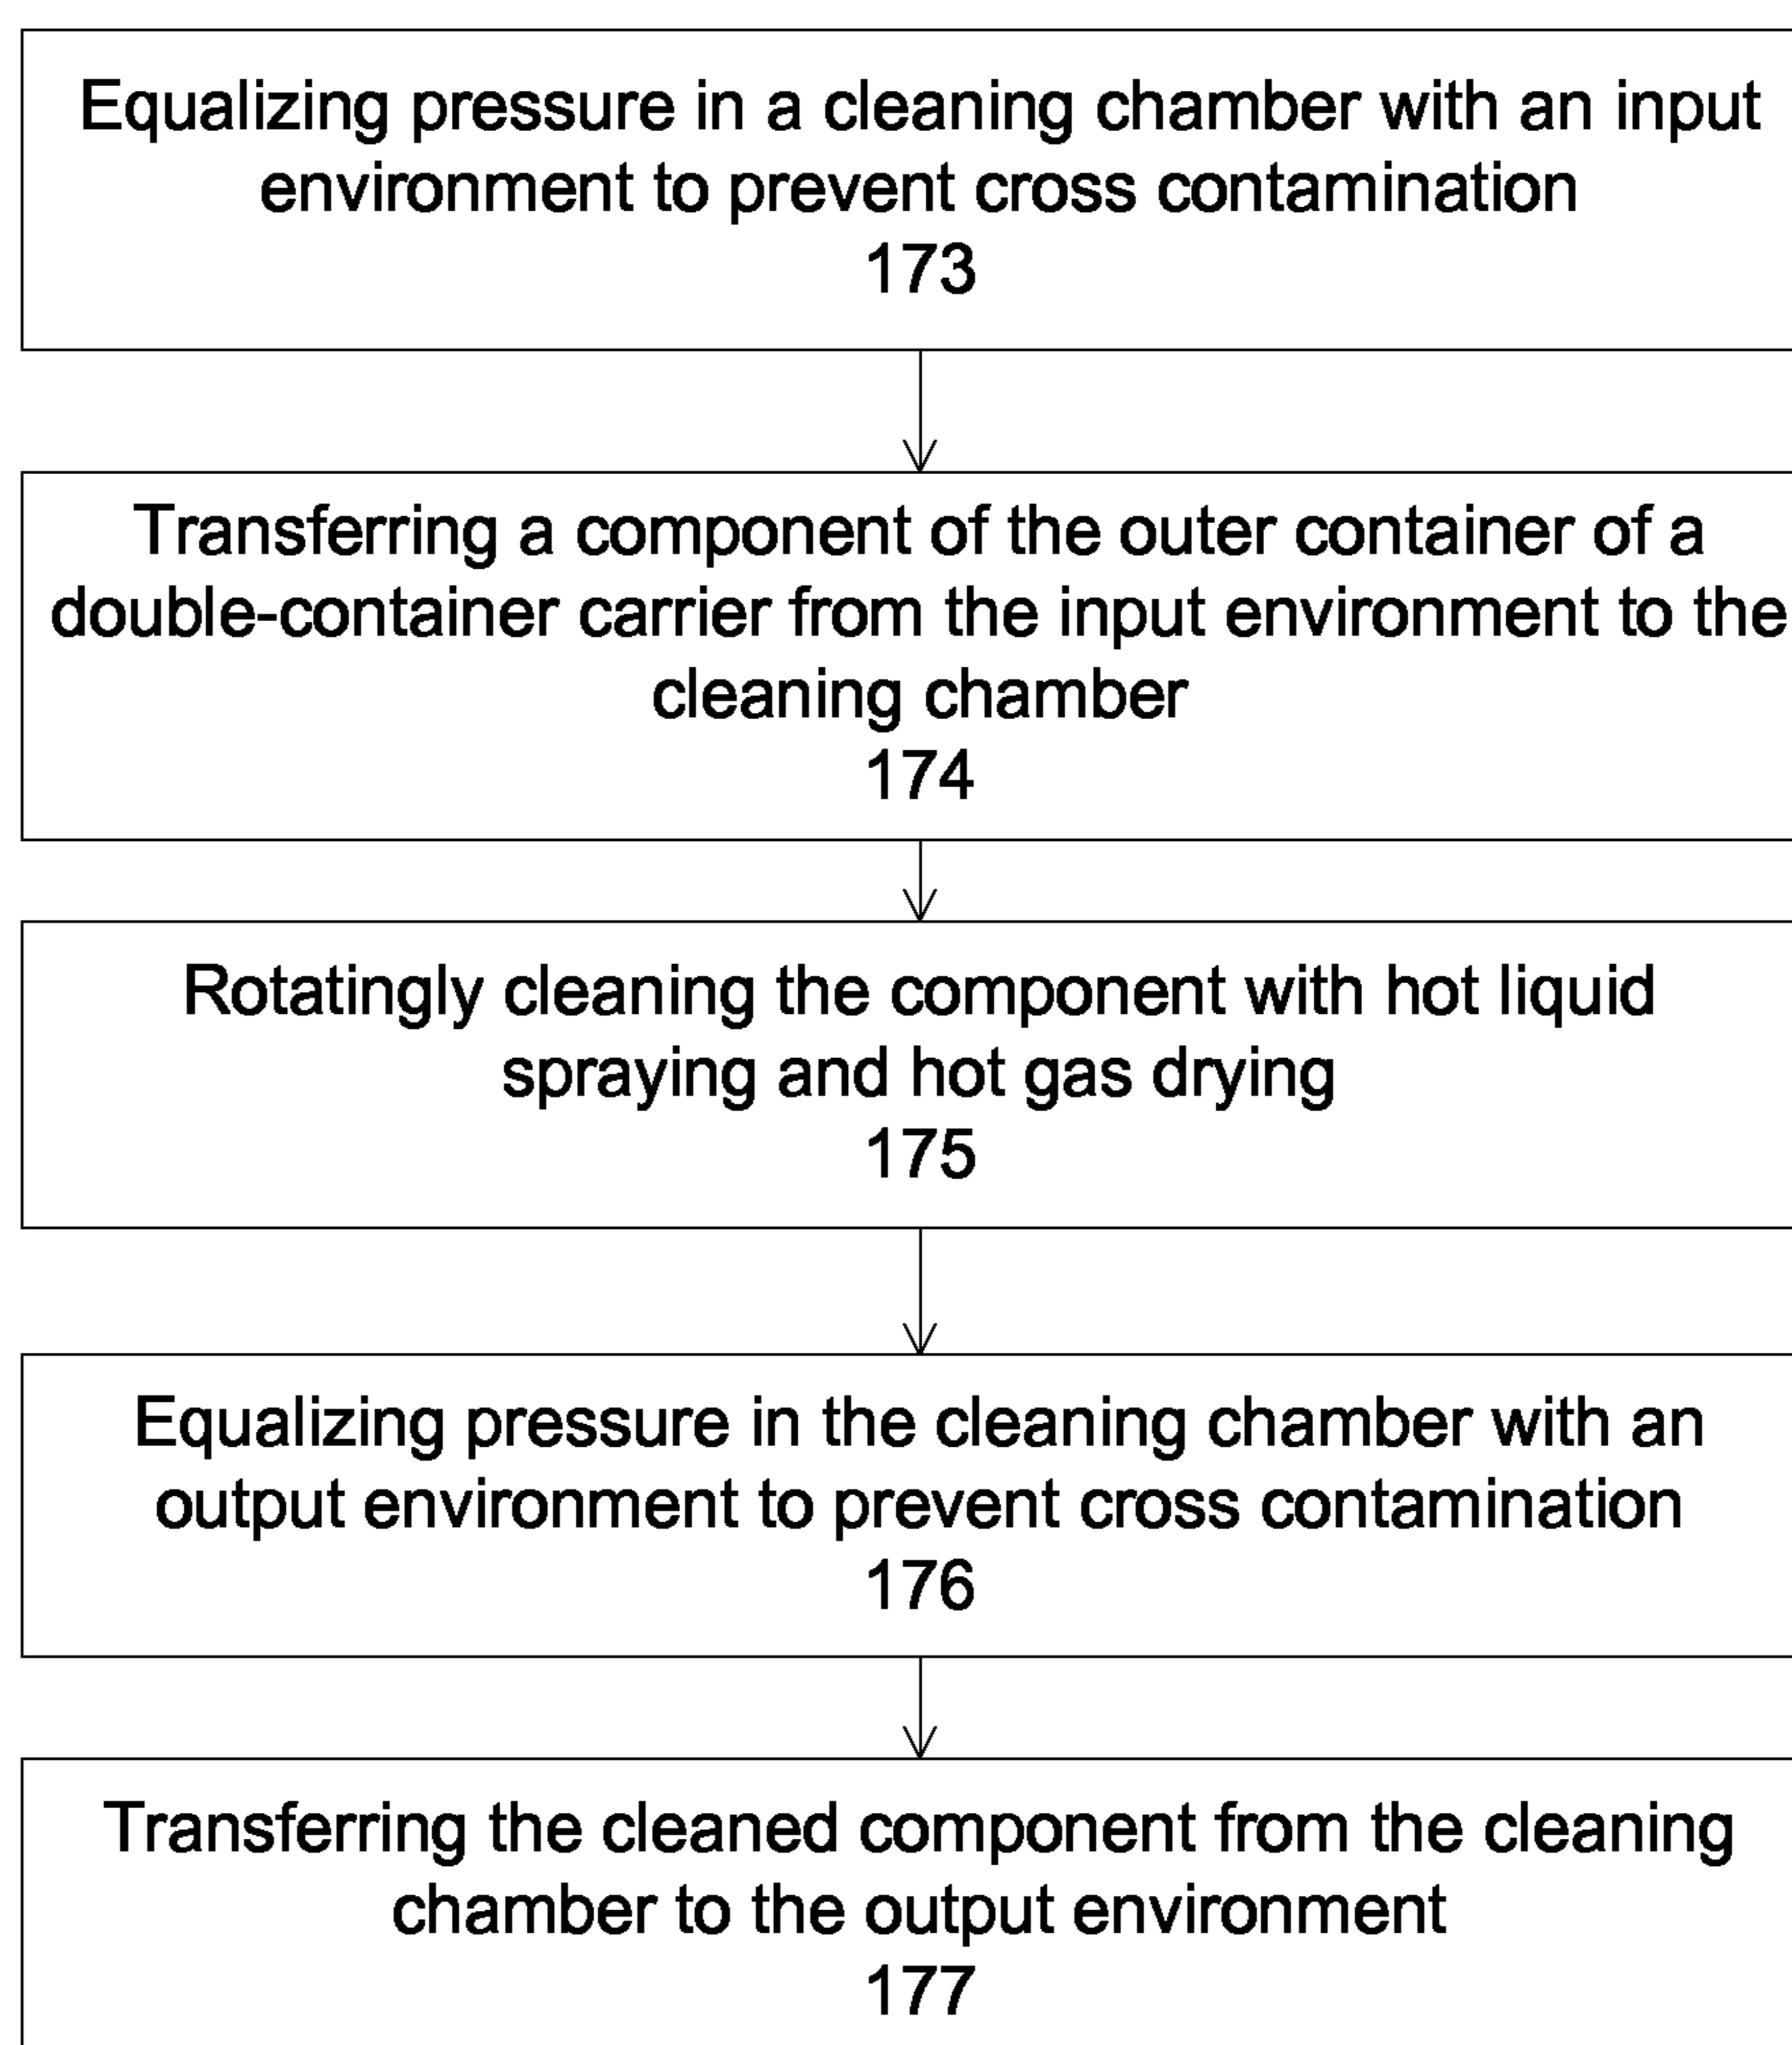 Equalizing pressure in a cleaning chamber with an input
environment to prevent cross contamination
173
Transferring a component of the outer container of a
double-container carrier from the input environment to the
cleaning chamber
174
Rotatingly cleaning the component with hot liquid
spraying and hot gas drying
175
Equalizing pressure in the cleaning chamber with an
output environment to prevent cross contamination
176
Transferring the cleaned component from the cleaning
chamber to the output environment
177